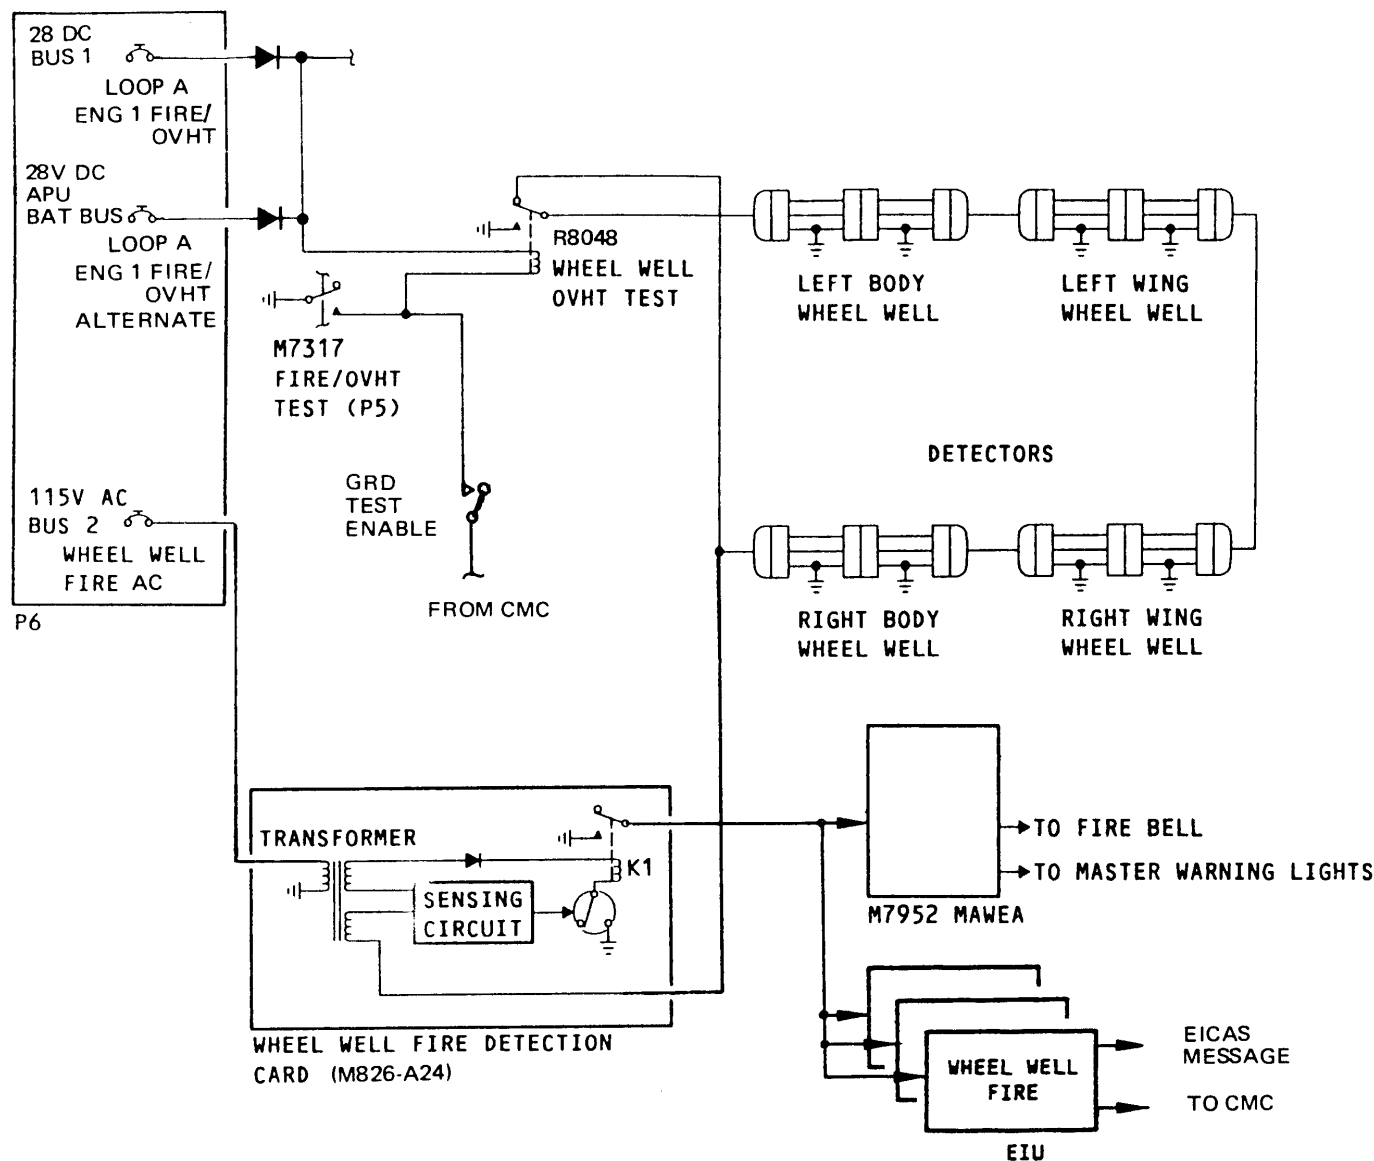 28 DC
BUS 1
LOOP A
ENG 1 FIRE/
OVHT
28V DC
APU
BAT BUS
LOOP A
ENG 1 FIRE/
OVHT
ALTERNATE
115V AC
BUS 2
WHEEL WELL
FIRE AC
P6
R8048
WHEEL WELL
OVHT TEST
M7317
FIRE/OVHT
TEST (P5)
GRD
TEST
ENABLE
FROM CMC
LEFT BODY
WHEEL WELL
LEFT WING
WHEEL WELL
DETECTORS
RIGHT BODY
WHEEL WELL
RIGHT WING
WHEEL WELL
TRANSFORMER
K1
SENSING
CIRCUIT
WHEEL WELL FIRE DETECTION
CARD (M826-A24)
TO FIRE BELL
TO MASTER WARNING LIGHTS
M7952 MAWEA
WHEEL WELL
FIRE
EICAS
MESSAGE
TO CMC
EIU